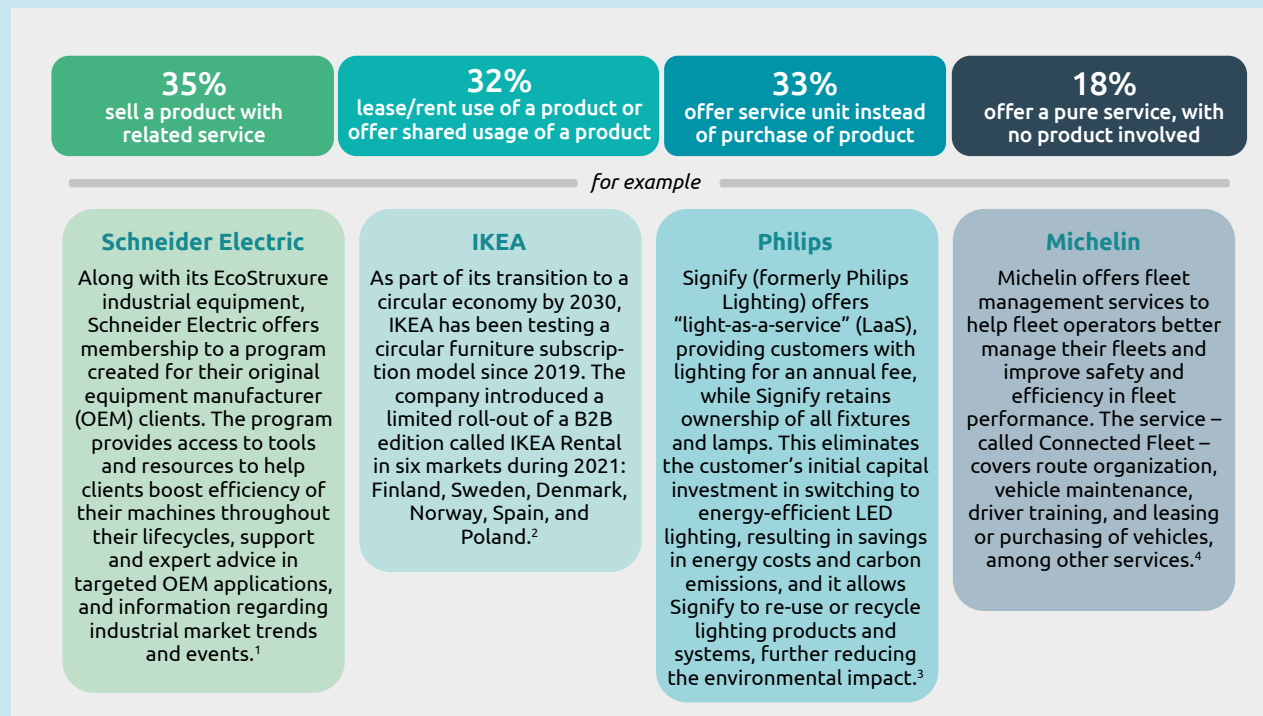 35%
sell a product with
related service
32%
lease/rent use of a product or
offer shared usage of a product
33%
offer service unit instead
of purchase of product
18%
offer a pure service, with
no product involved
for example
Schneider Electric
Along with its EcoStruxure
industrial equipment,
Schneider Electric offers
membership to a program
created for their original
equipment manufacturer
(OEM) clients. The program
provides access to tools
and resources to help
clients boost efficiency of
their machines throughout
their lifecycles, support
and expert advice in
targeted OEM applications,
and information regarding
industrial market trends
and events.¹
IKEA
As part of its transition to a
circular economy by 2030,
IKEA has been testing a
circular furniture subscrip-
tion model since 2019. The
company introduced a
limited roll-out of a B2B
edition called IKEA Rental
in six markets during 2021:
Finland, Sweden, Denmark,
Norway, Spain, and
Poland.²
Philips
Signify (formerly Philips
Lighting) offers
“light-as-a-service” (LaaS),
providing customers with
lighting for an annual fee,
while Signify retains
ownership of all fixtures
and lamps. This eliminates
the customer’s initial capital
investment in switching to
energy-efficient LED
lighting, resulting in savings
in energy costs and carbon
emissions, and it allows
Signify to re-use or recycle
lighting products and
systems, further reducing
the environmental impact.³
Michelin
Michelin offers fleet
management services to
help fleet operators better
manage their fleets and
improve safety and
efficiency in fleet
performance. The service –
called Connected Fleet –
covers route organization,
vehicle maintenance,
driver training, and leasing
or purchasing of vehicles,
among other services.⁴